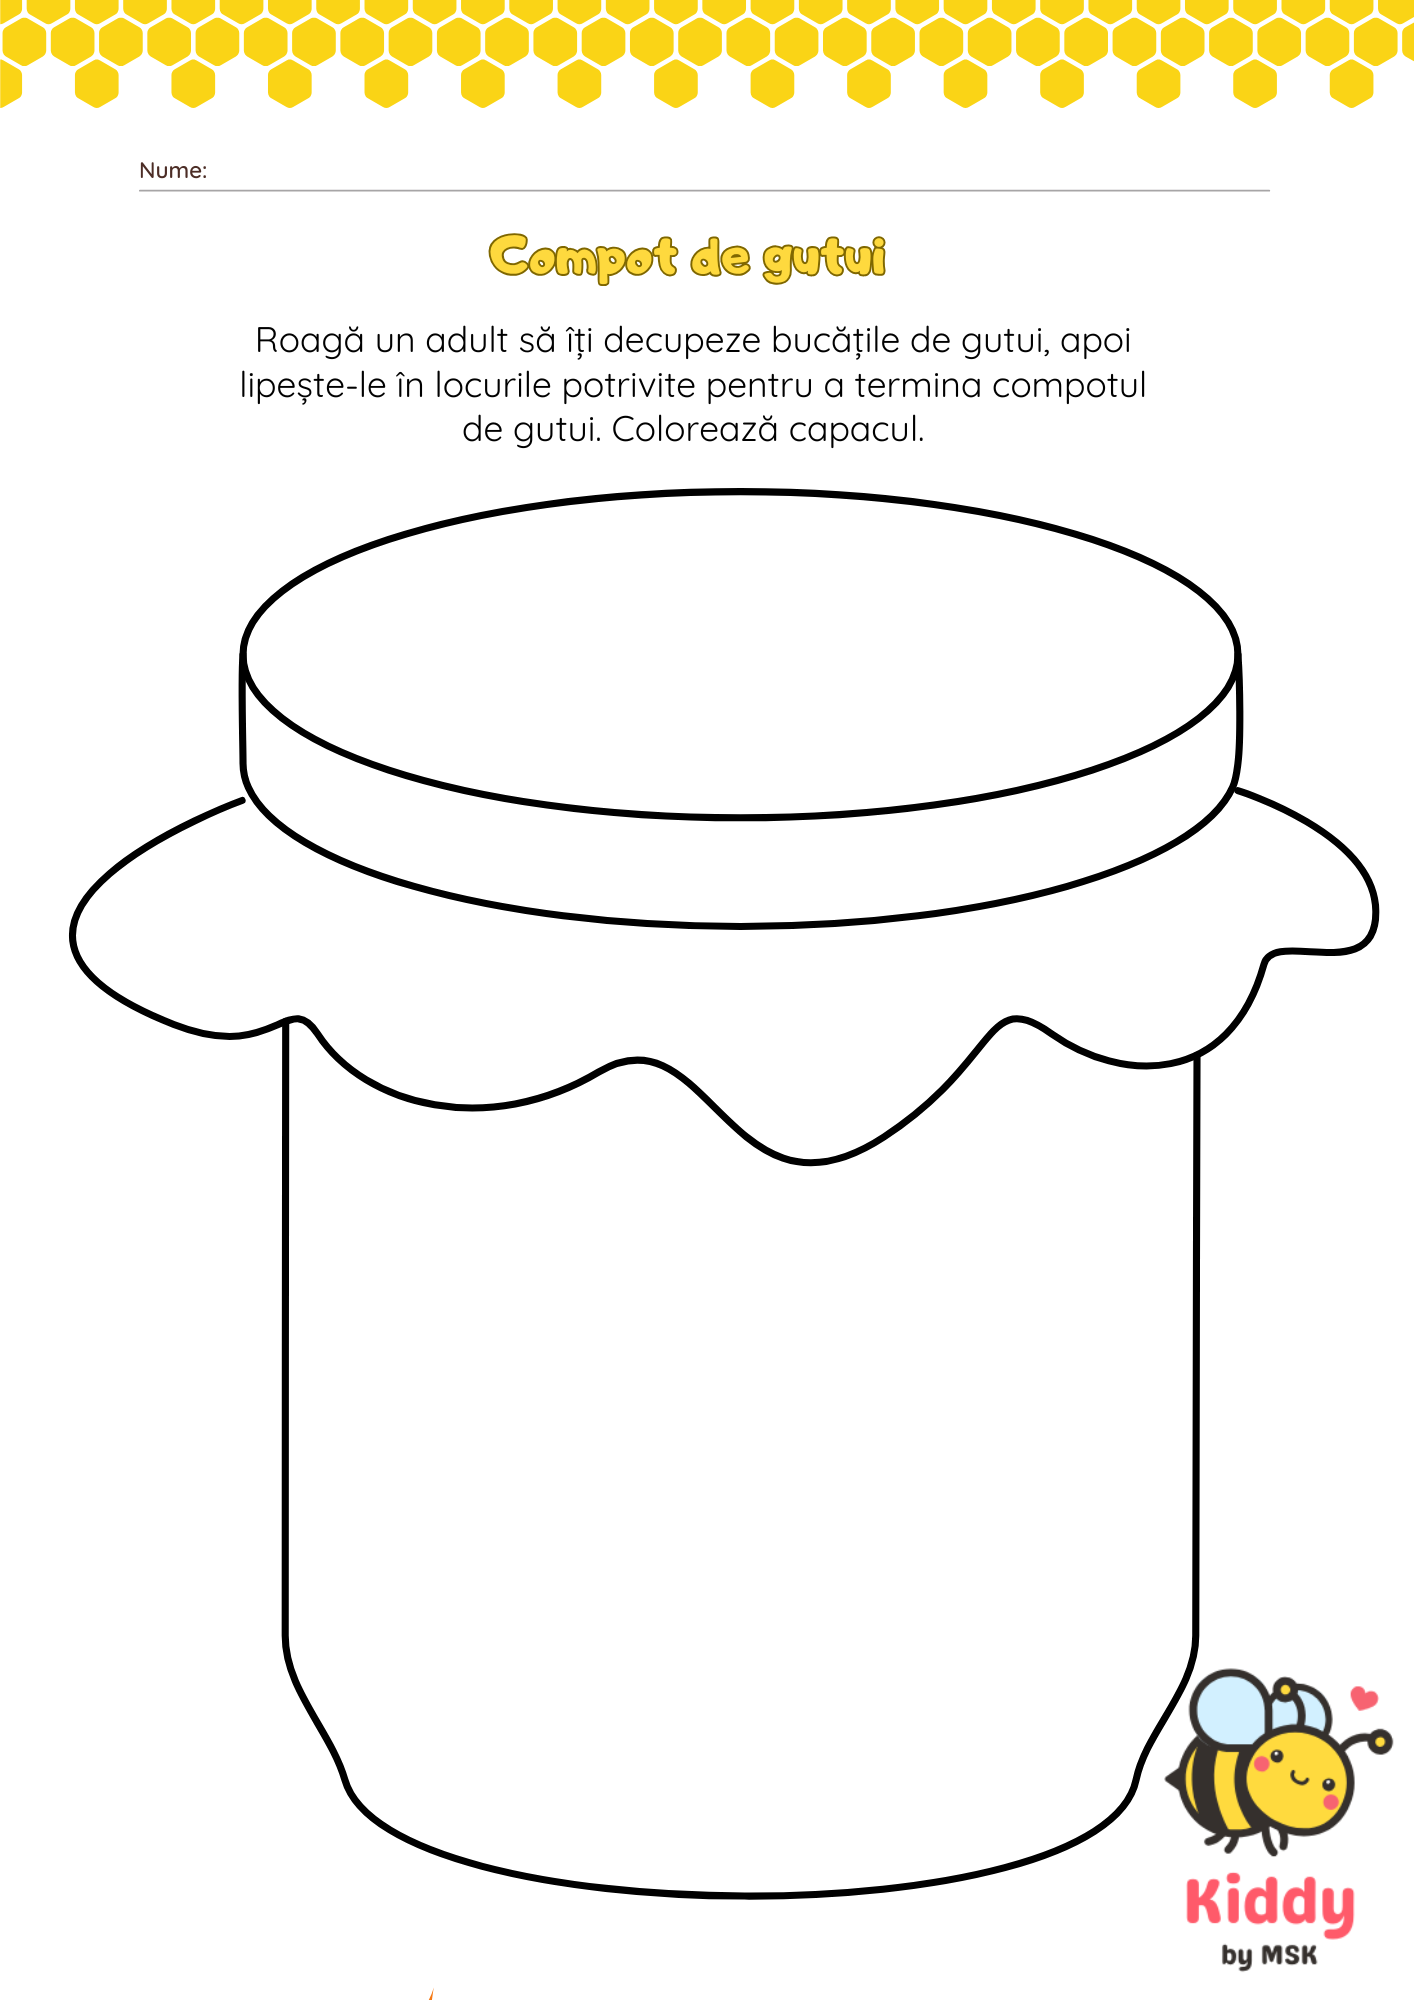 Nume:
Compot de gutui
Roagă un adult să îți decupeze bucățile de gutui, apoi
lipește-le în locurile potrivite pentru a termina compotul
de gutui. Colorează capacul.
Kiddy
by MSK